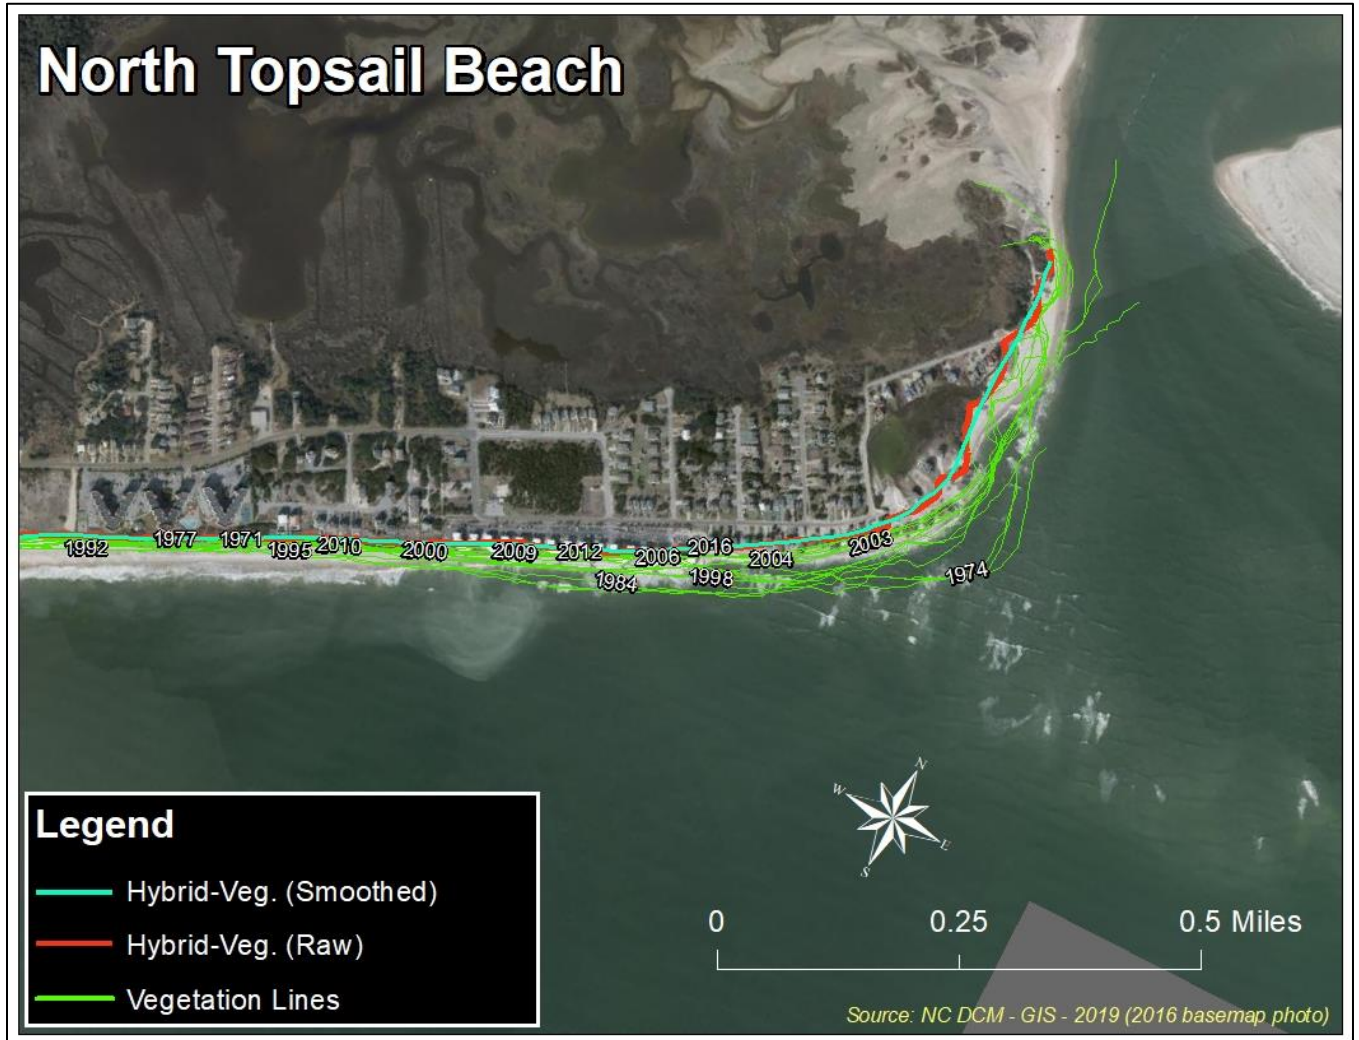 North Topsail Beach
1992
1977
1971
1995
2010
2000
2009
2012
2006
2016
2004
2003
1984
1998
1974
N
W
E
S
Legend
Hybrid-Veg. (Smoothed)
Hybrid-Veg. (Raw)
Vegetation Lines
0 0.25 0.5 Miles
Source: NC DCM - GIS - 2019 (2016 basemap photo)